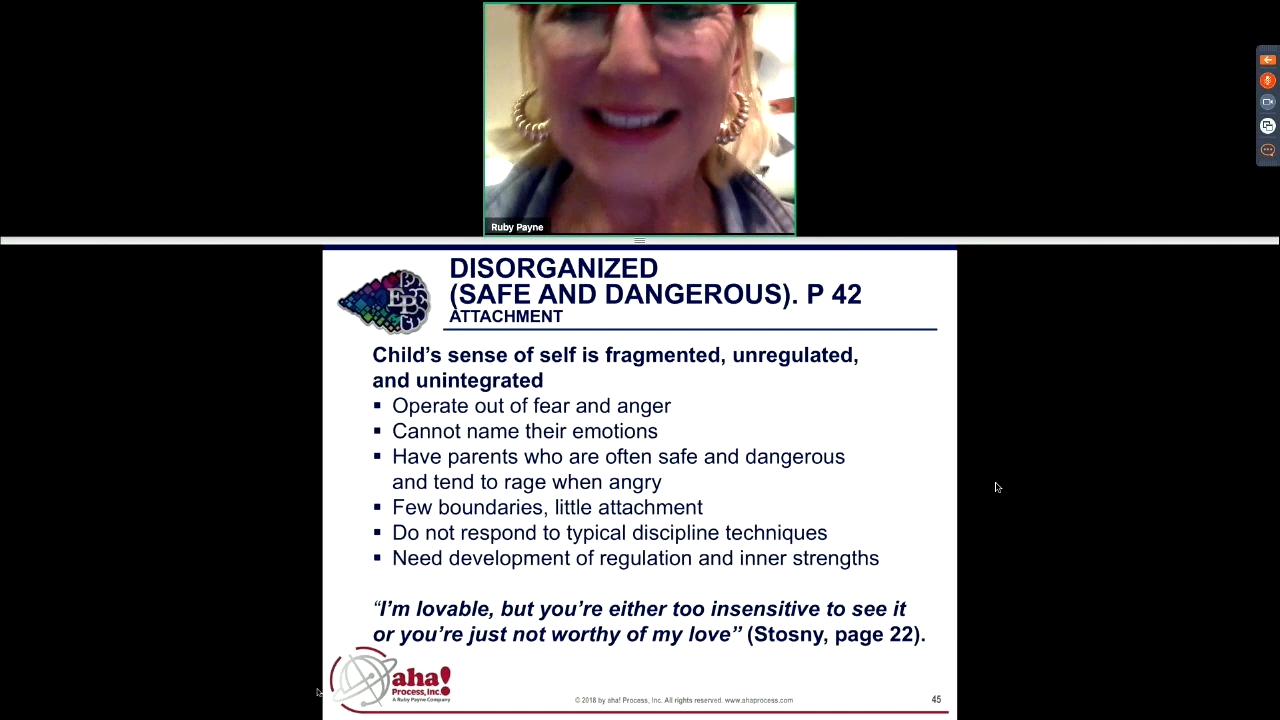 Ruby Payne
EP
DISORGANIZED
(SAFE AND DANGEROUS). P 42
ATTACHMENT
Child’s sense of self is fragmented, unregulated,
and unintegrated
▪ Operate out of fear and anger
▪ Cannot name their emotions
▪ Have parents who are often safe and dangerous
and tend to rage when angry
▪ Few boundaries, little attachment
▪ Do not respond to typical discipline techniques
▪ Need development of regulation and inner strengths
“I’m lovable, but you’re either too insensitive to see it
or you’re just not worthy of my love” (Stosny, page 22).
aha!
Process, Inc.
A Ruby Payne Company
© 2018 by aha! Process, Inc. All rights reserved. www.ahaprocess.com
45